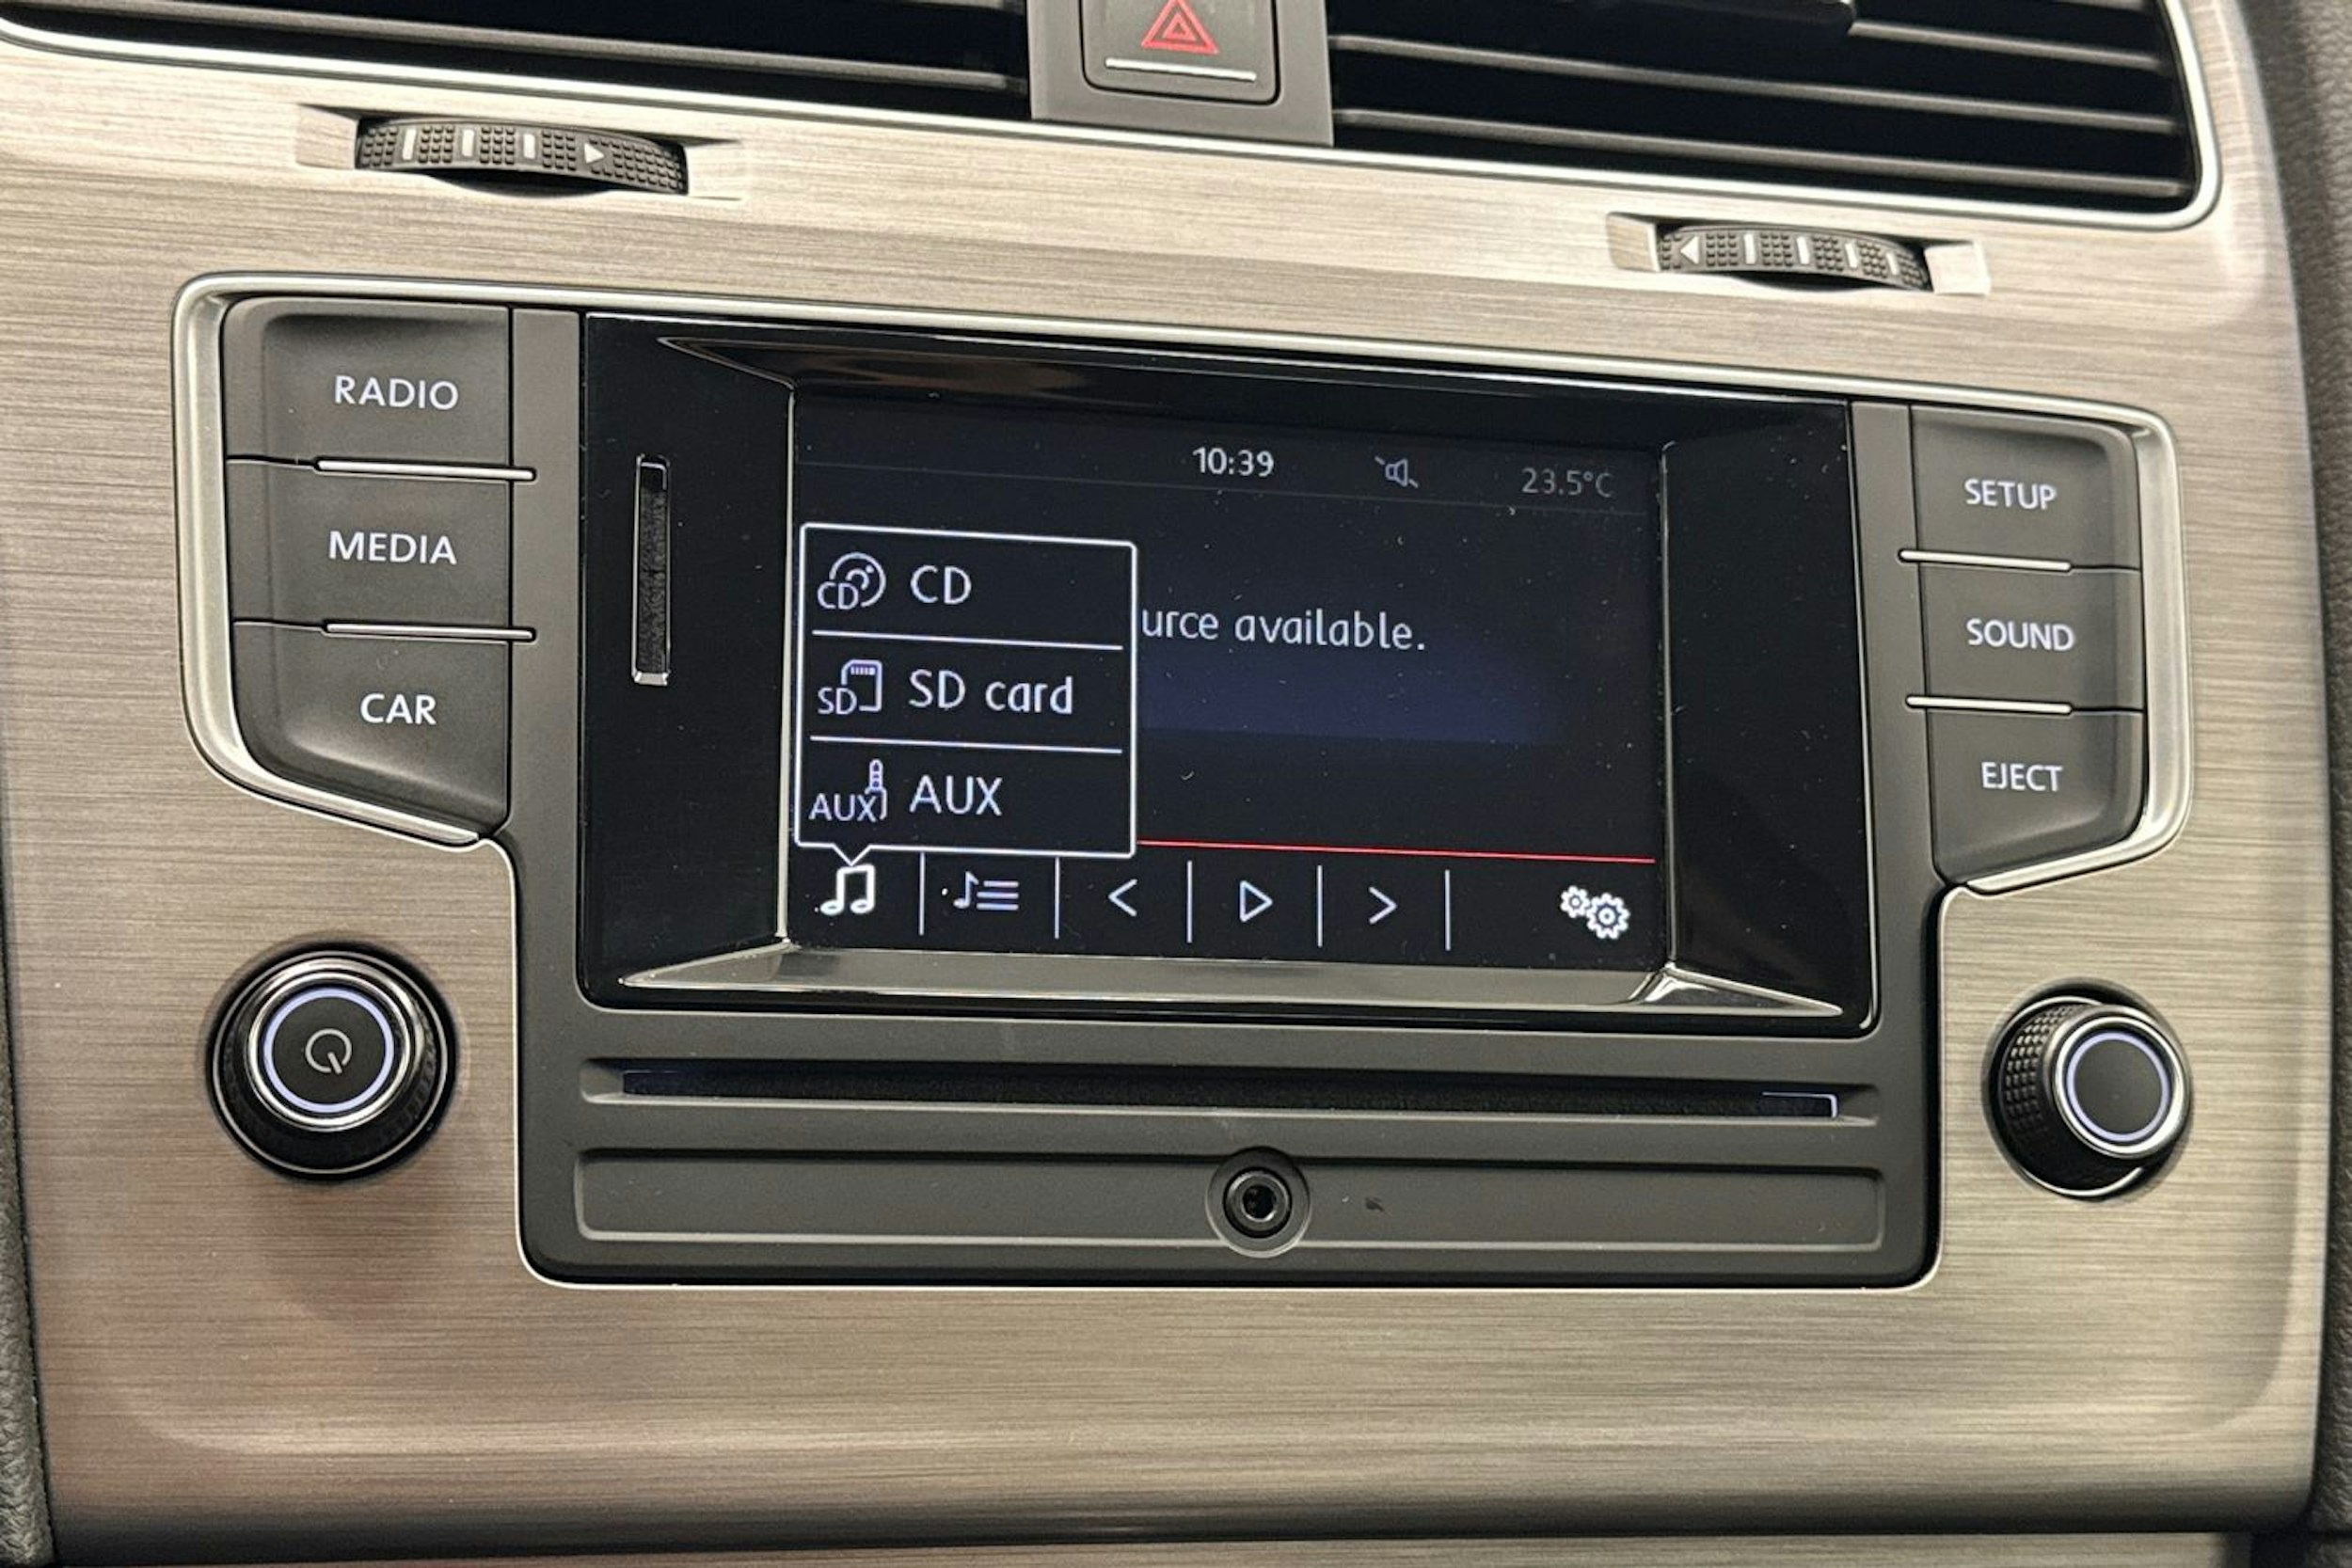 RADIO
MEDIA
CAR
10:39
23.5°C
CD CD
urce available.
SD SD card
AUX AUX
SETUP
SOUND
EJECT